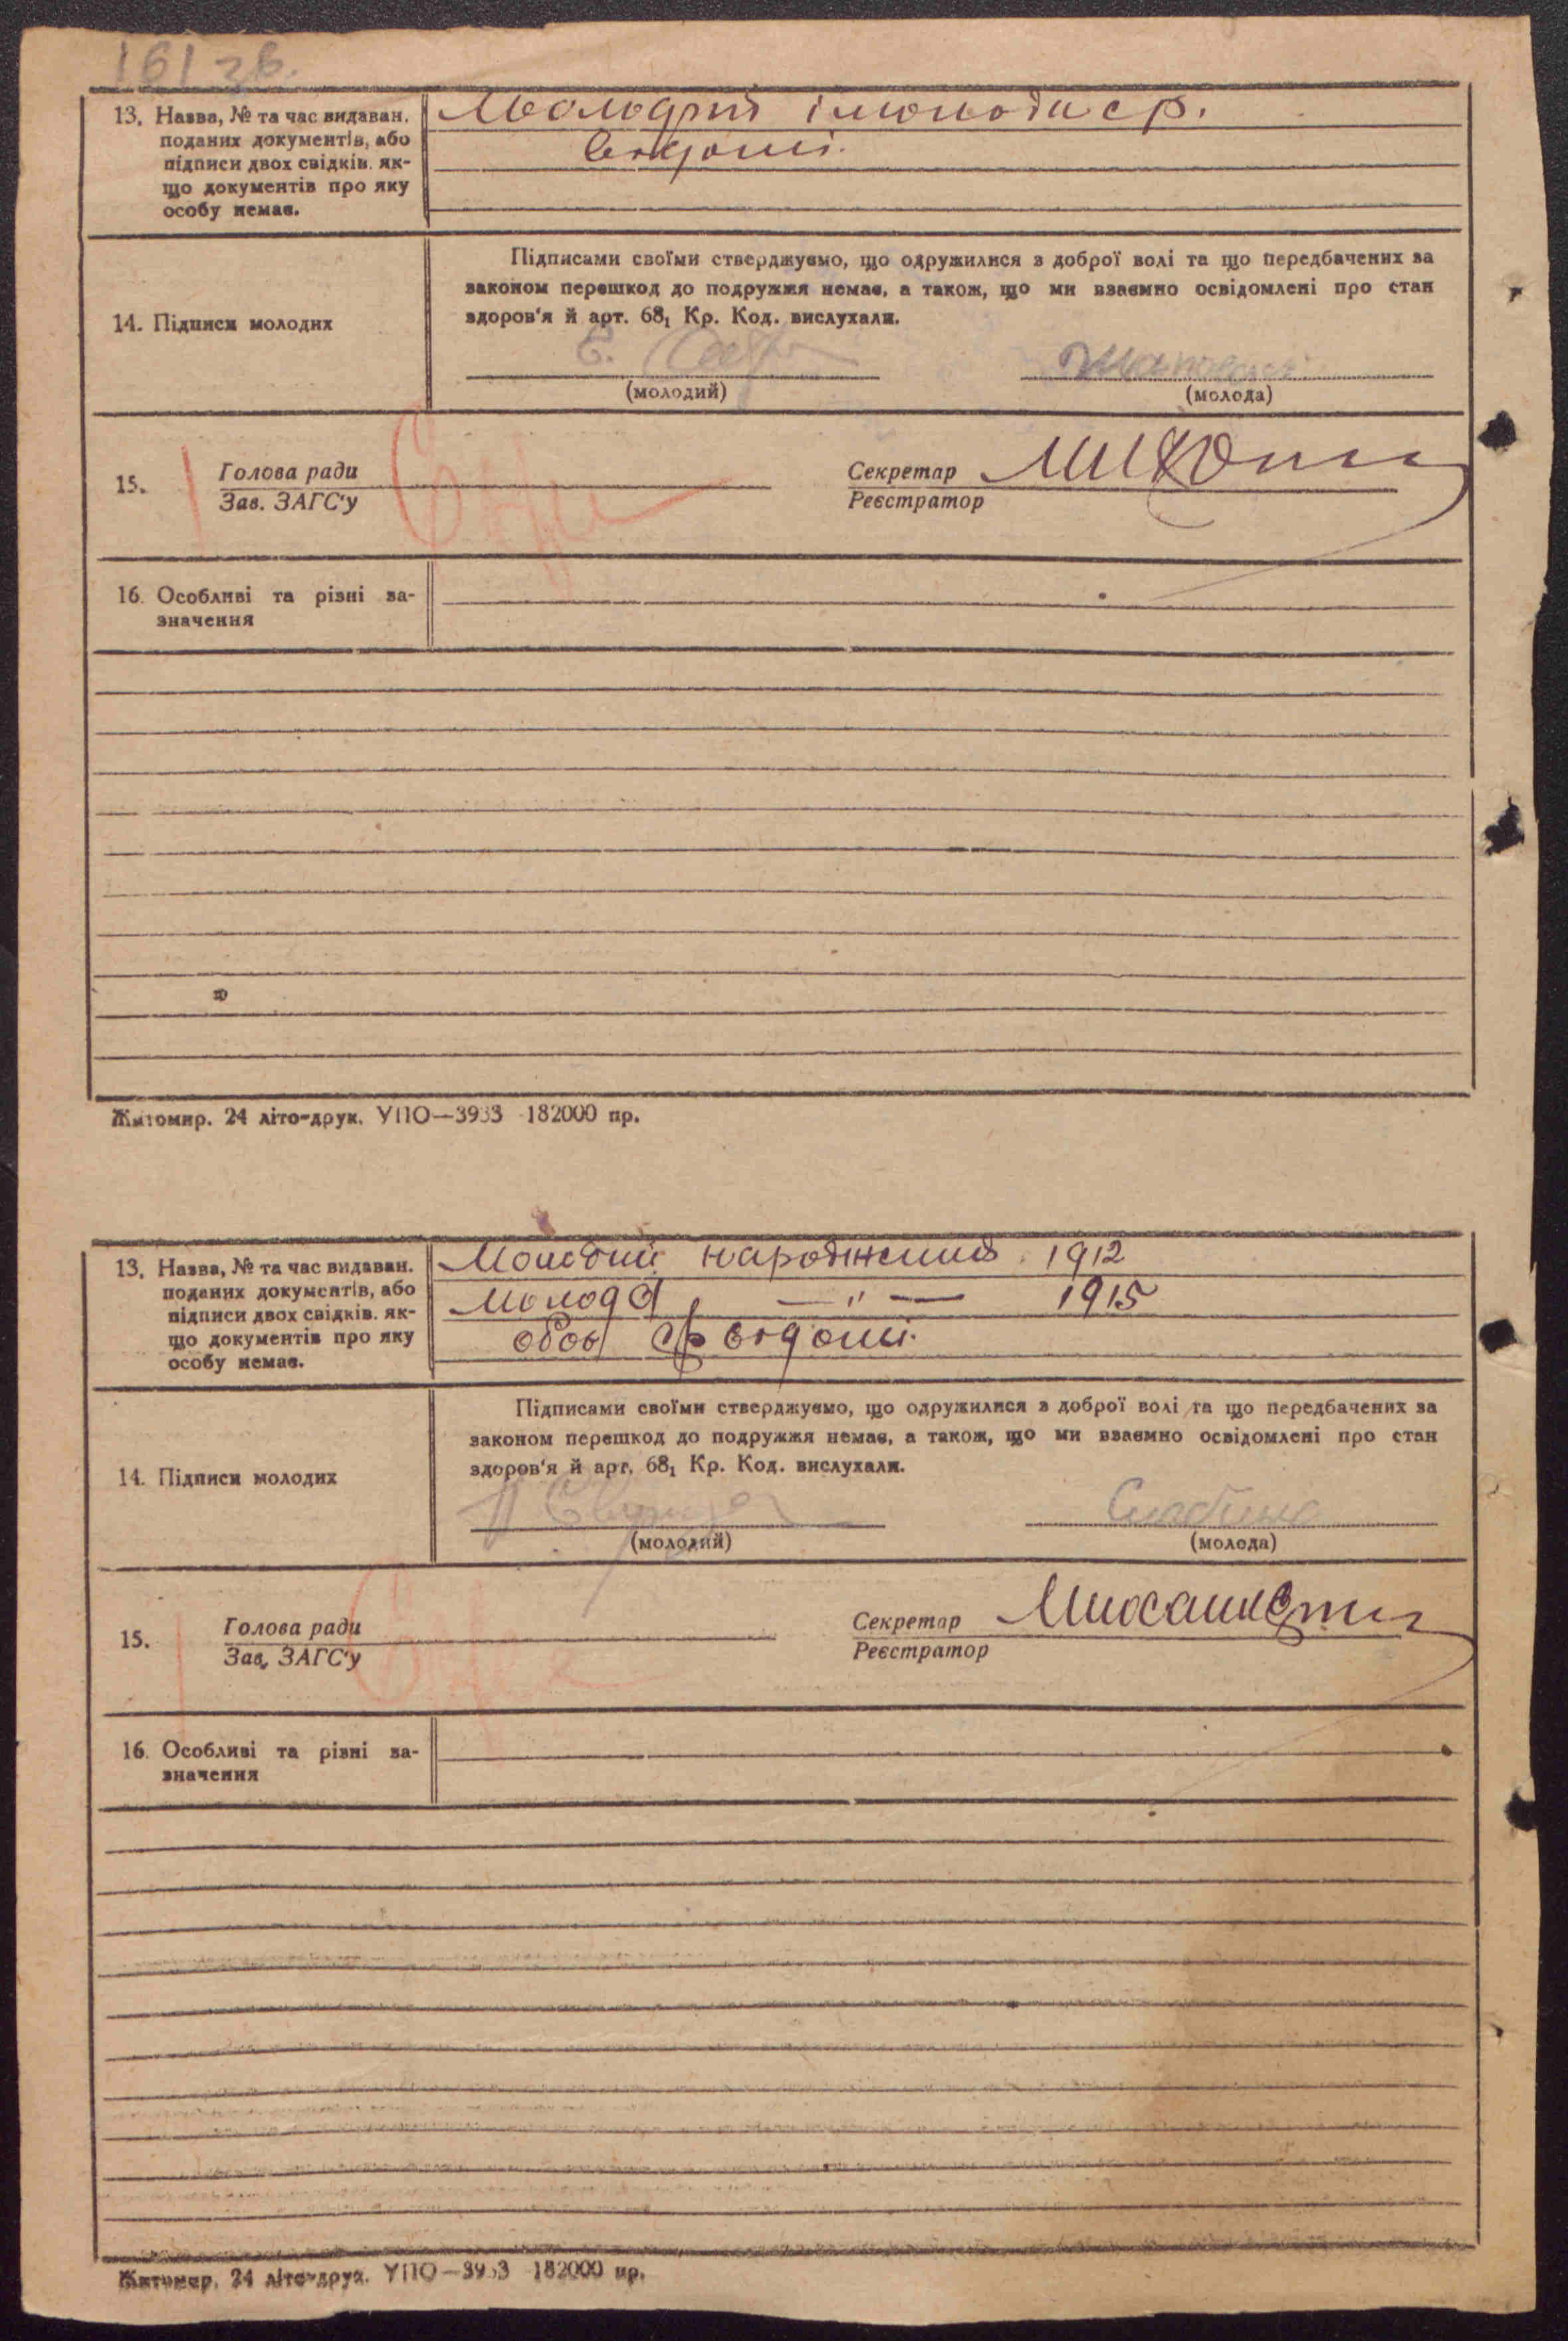 161 зв.
13. Назва, № та час видаван.
поданих документів, або
підписи двох свідків. як-
що документів про яку
особу немає.
Молодий і молода с р.
відомі.
Підписами своїми стверджуємо, що одружилися з доброї волі та що передбачених за
законом перешкод до подружжя немає, а також, що ми взаємно освідомлені про стан
здоров'я й арт. 68₁ Кр. Код. вислухали.
14. Підписи молодих
(молодий)
(молода)
15.
Голова ради
Зав. ЗАГС'у
Секретар
Реєстратор
16. Особливі та різні за-
значення
Житомир. 24 літо-друк. УПО—3933 182000 пр.
13. Назва, № та час видаван.
поданих документів, або
підписи двох свідків. як-
що документів про яку
особу немає.
Молодий народжений 1912
Молода —"— 1915
обоє с/р відомі.
Підписами своїми стверджуємо, що одружилися з доброї волі та що передбачених за
законом перешкод до подружжя немає, а також, що ми взаємно освідомлені про стан
здоров'я й арт. 68₁ Кр. Код. вислухали.
14. Підписи молодих
(молодий)
(молода)
15.
Голова ради
Зав. ЗАГС'у
Секретар
Реєстратор
16. Особливі та різні за-
значення
Житомир. 24 літо-друк. УПО—3933 182000 пр.